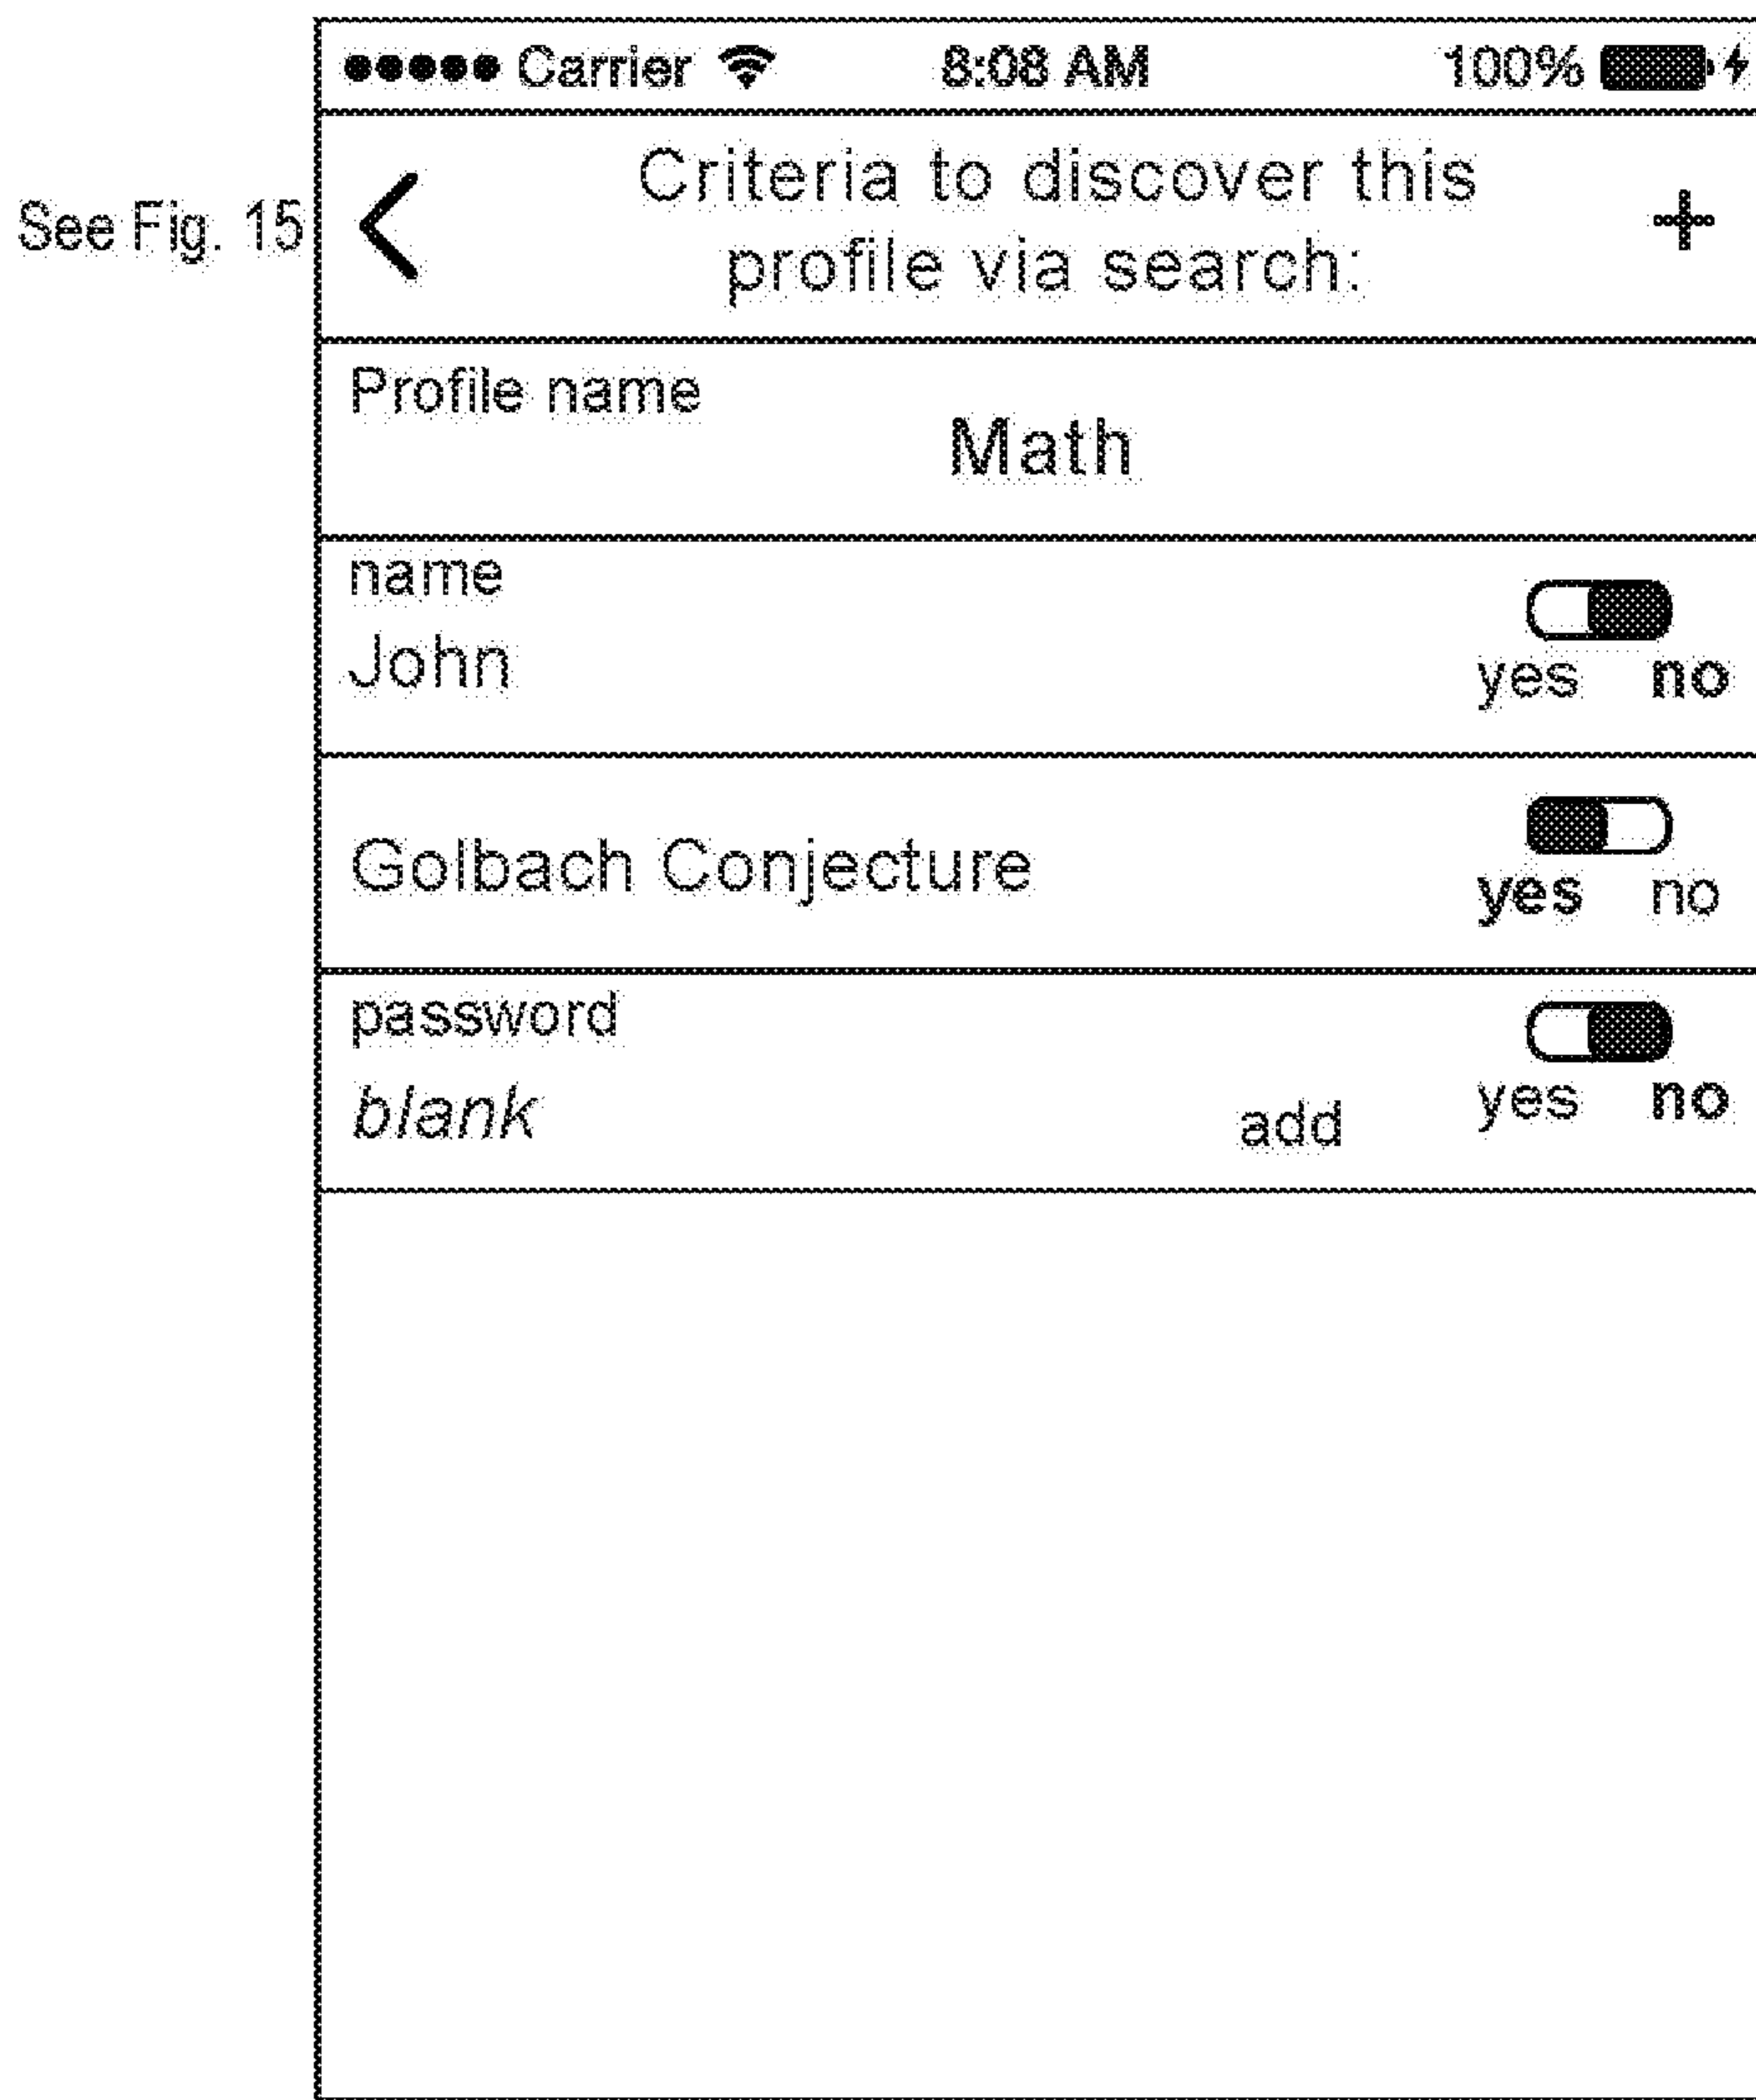 Carrier 8:08 AM 100%
See Fig. 15
Criteria to discover this
profile via search:
+
Profile name
Math
name
John
yes no
Golbach Conjecture
yes no
password
blank
add
yes no